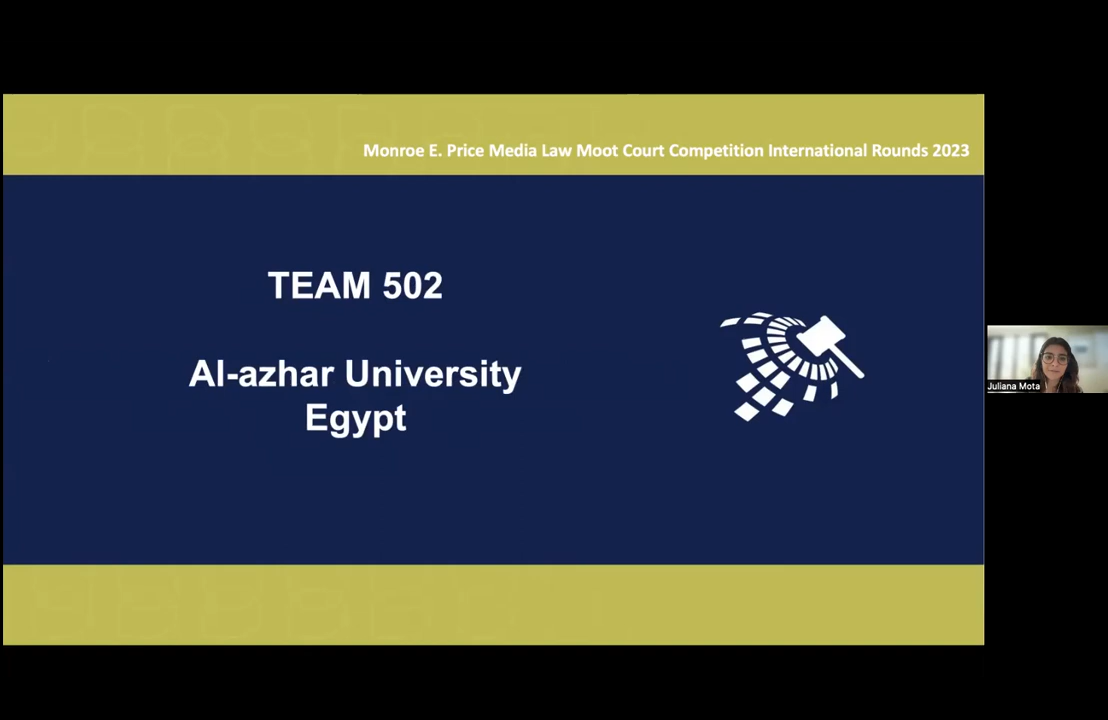 Monroe E. Price Media Law Moot Court Competition International Rounds 2023
TEAM 502
Al-azhar University
Egypt
Juliana Mota